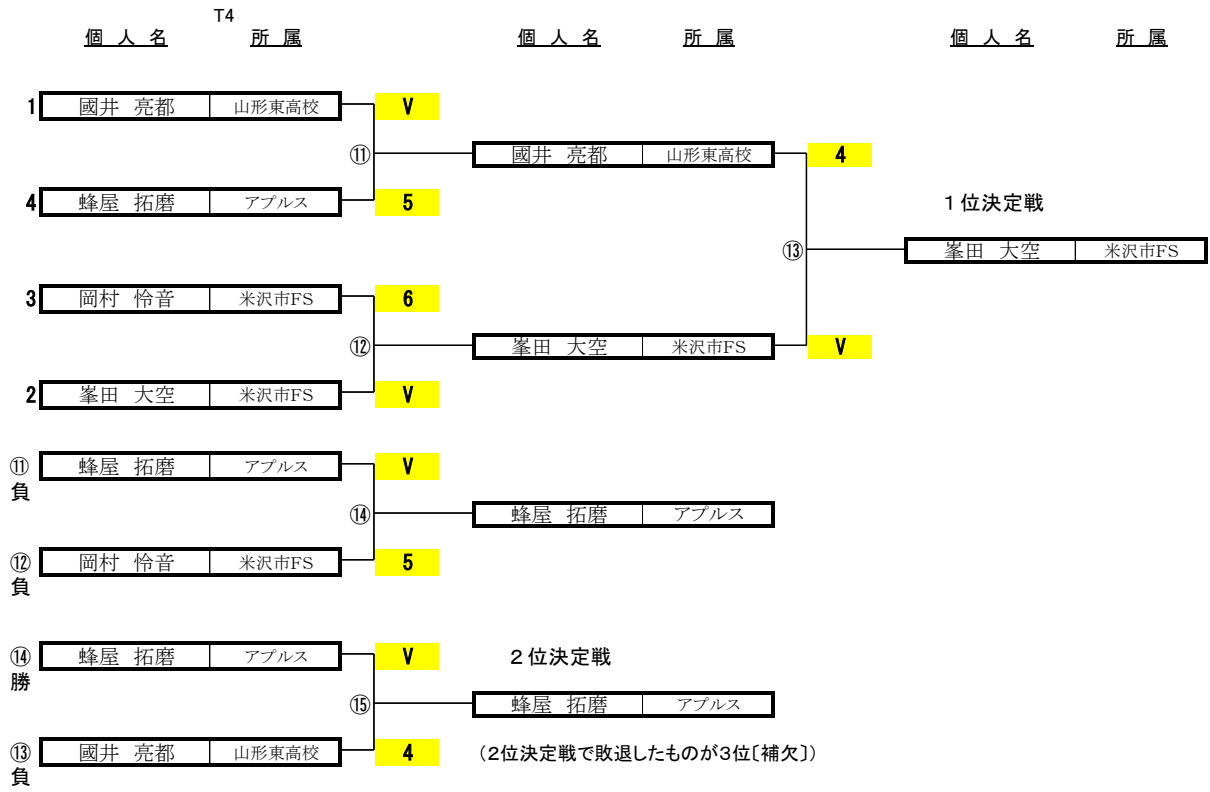 T4
個 人 名 所 属 個 人 名 所 属 個 人 名 所 属
1 國井 亮都 山形東高校 V
⑪ 國井 亮都 山形東高校 4
4 蜂屋 拓磨 アプルス 5 1位決定戦
⑬ 峯田 大空 米沢市FS
3 岡村 怜音 米沢市FS 6
⑫ 峯田 大空 米沢市FS V
2 峯田 大空 米沢市FS V
⑪負 蜂屋 拓磨 アプルス V
⑭ 蜂屋 拓磨 アプルス
⑫負 岡村 怜音 米沢市FS 5
⑭勝 蜂屋 拓磨 アプルス V 2位決定戦
⑮ 蜂屋 拓磨 アプルス
⑬負 國井 亮都 山形東高校 4 (2位決定戦で敗退したものが3位〔補欠〕)